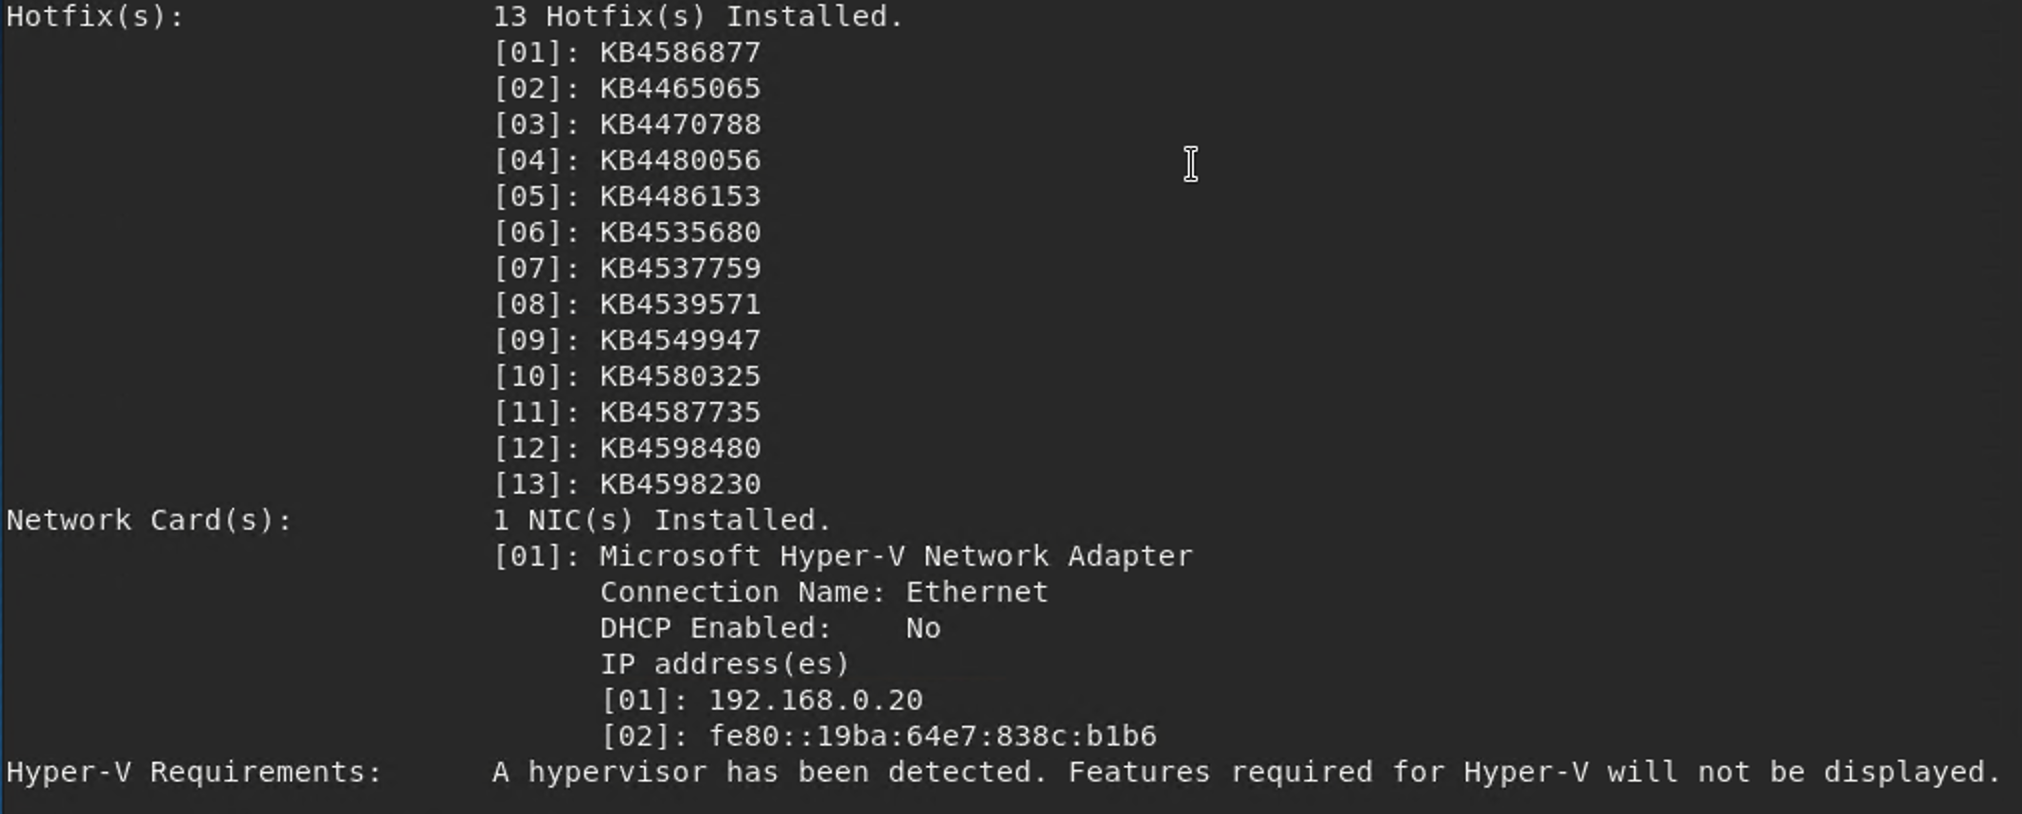 Hotfix(s): 13 Hotfix(s) Installed.
[01]: KB4586877
[02]: KB4465065
[03]: KB4470788
[04]: KB4480056
[05]: KB4486153
[06]: KB4535680
[07]: KB4537759
[08]: KB4539571
[09]: KB4549947
[10]: KB4580325
[11]: KB4587735
[12]: KB4598480
[13]: KB4598230
Network Card(s): 1 NIC(s) Installed.
[01]: Microsoft Hyper-V Network Adapter
Connection Name: Ethernet
DHCP Enabled: No
IP address(es)
[01]: 192.168.0.20
[02]: fe80::19ba:64e7:838c:b1b6
Hyper-V Requirements: A hypervisor has been detected. Features required for Hyper-V will not be displayed.